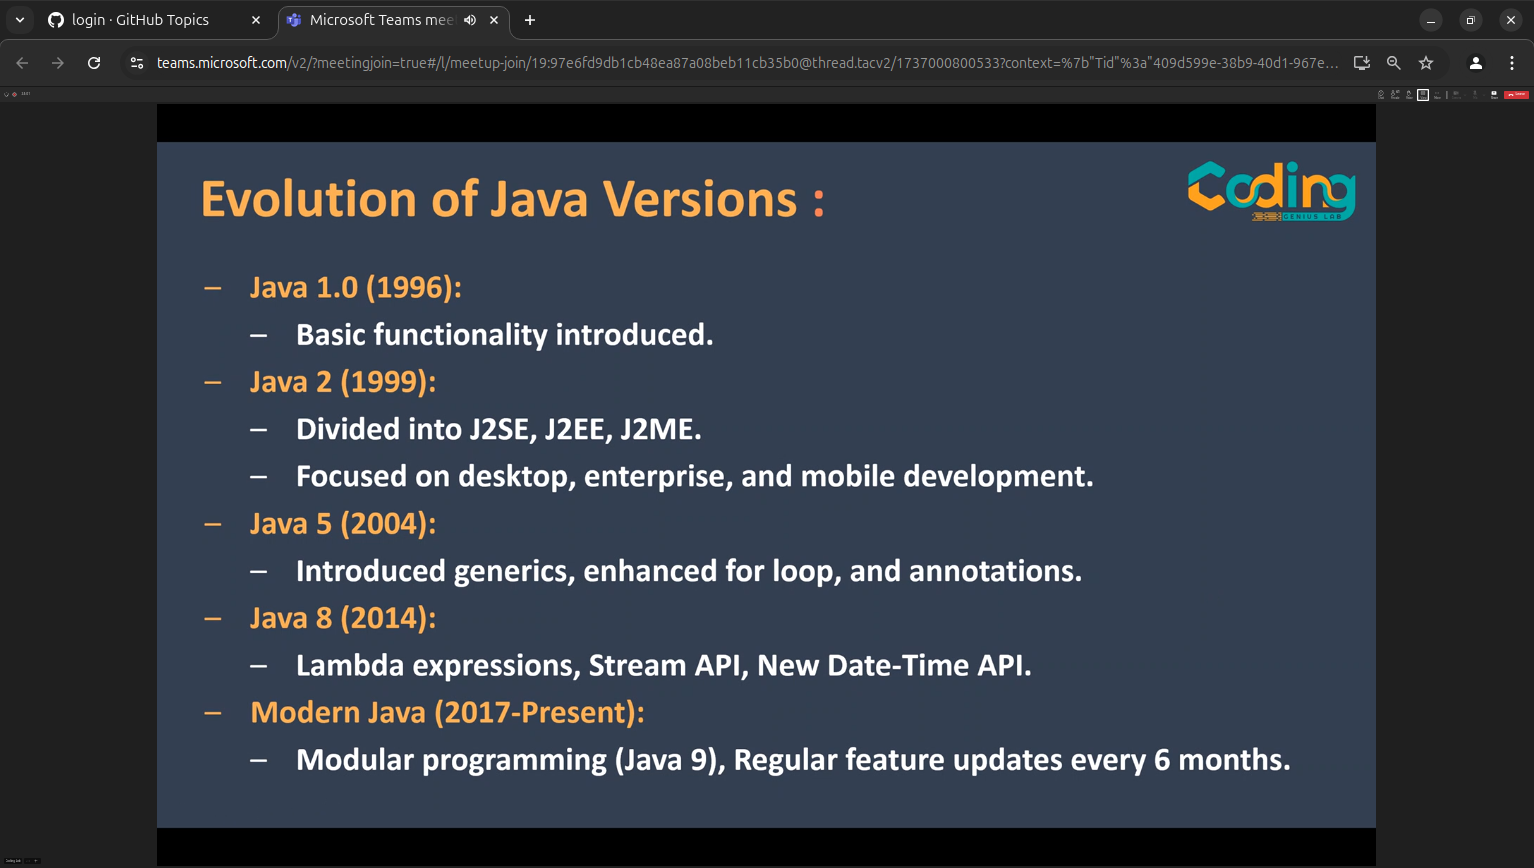 login · GitHub Topics
Microsoft Teams mee
teams.microsoft.com/v2/?meetingjoin=true#/l/meetup-join/19:97e6fd9db1cb48ea87a08beb11cb35b0@thread.tacv2/1737000800533?context=%7b"Tid"%3a"409d599e-38b9-40d1-967e...
Coding
GENIUS LAB
Evolution of Java Versions :
– Java 1.0 (1996):
– Basic functionality introduced.
– Java 2 (1999):
– Divided into J2SE, J2EE, J2ME.
– Focused on desktop, enterprise, and mobile development.
– Java 5 (2004):
– Introduced generics, enhanced for loop, and annotations.
– Java 8 (2014):
– Lambda expressions, Stream API, New Date-Time API.
– Modern Java (2017-Present):
– Modular programming (Java 9), Regular feature updates every 6 months.